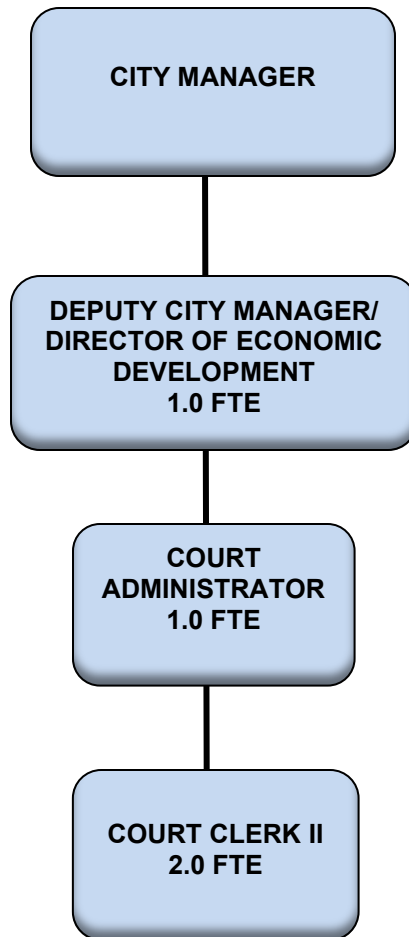 CITY MANAGER
DEPUTY CITY MANAGER/
DIRECTOR OF ECONOMIC
DEVELOPMENT
1.0 FTE
COURT
ADMINISTRATOR
1.0 FTE
COURT CLERK II
2.0 FTE